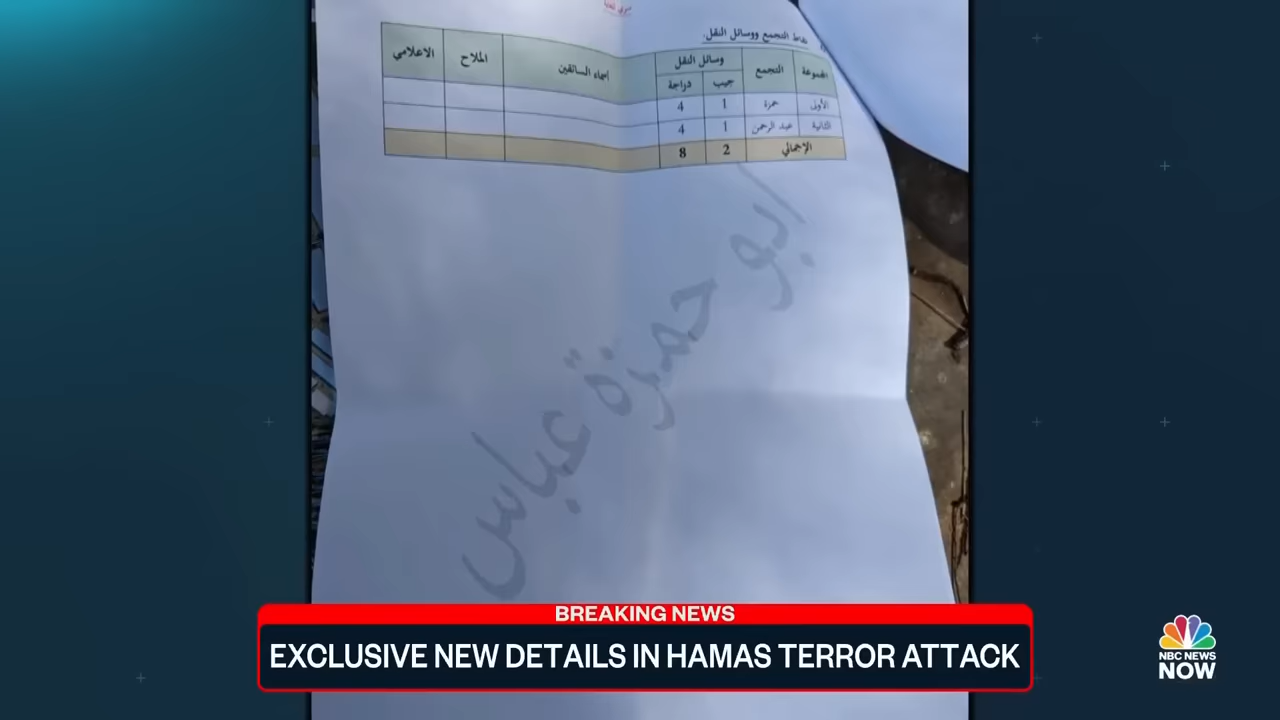 نقاط التجمع ووسائل النقل.
المجموعة التجمع وسائل النقل أسماء السائقين الملاح الاعلامي
جيب دراجة
الأولى حمزة 1 4
الثانية عبد الرحمن 1 4
الإجمالي 2 8
ابو حمزة عباس
BREAKING NEWS
EXCLUSIVE NEW DETAILS IN HAMAS TERROR ATTACK
NBC NEWS
NOW